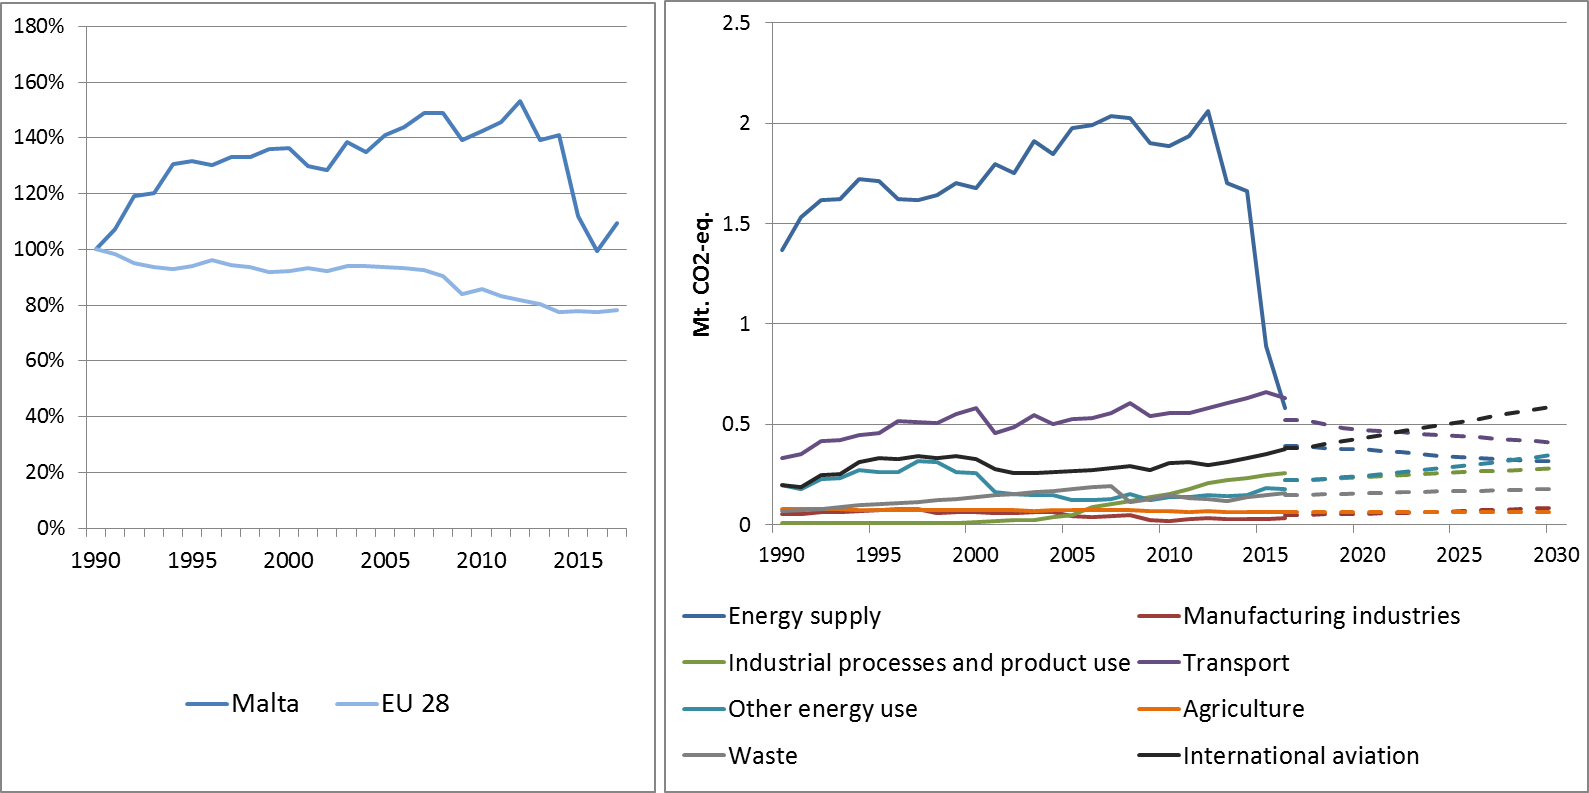 180%
160%
140%
120%
100%
80%
60%
40%
20%
0%
1990 1995 2000 2005 2010 2015
Malta EU 28
Mt. CO2-eq.
2.5
2
1.5
1
0.5
0
1990 1995 2000 2005 2010 2016 2020 2025 2030
Energy supply Manufacturing industries
Industrial processes and product use Transport
Other energy use Agriculture
Waste International aviation